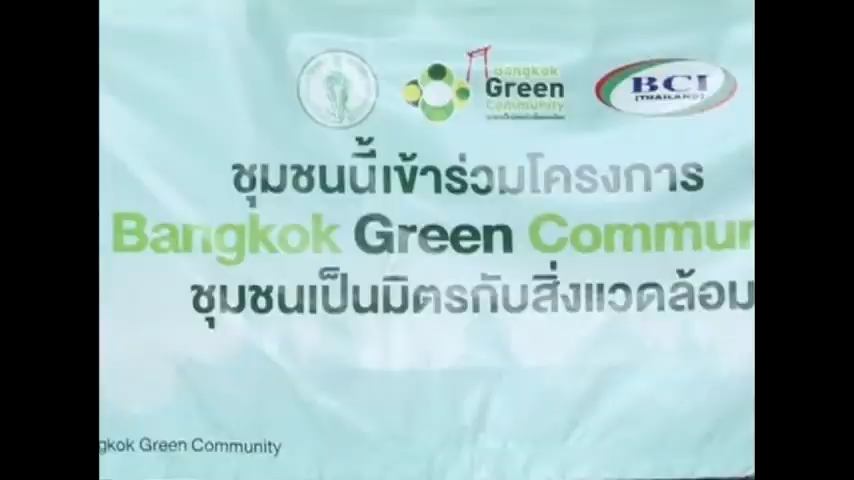 Bangkok
Green
Community
BCI
(THAILAND)
ชุมชนนี้เข้าร่วมโครงการ
Bangkok Green Commun
ชุมชนเป็นมิตรกับสิ่งแวดล้อม
gkok Green Community